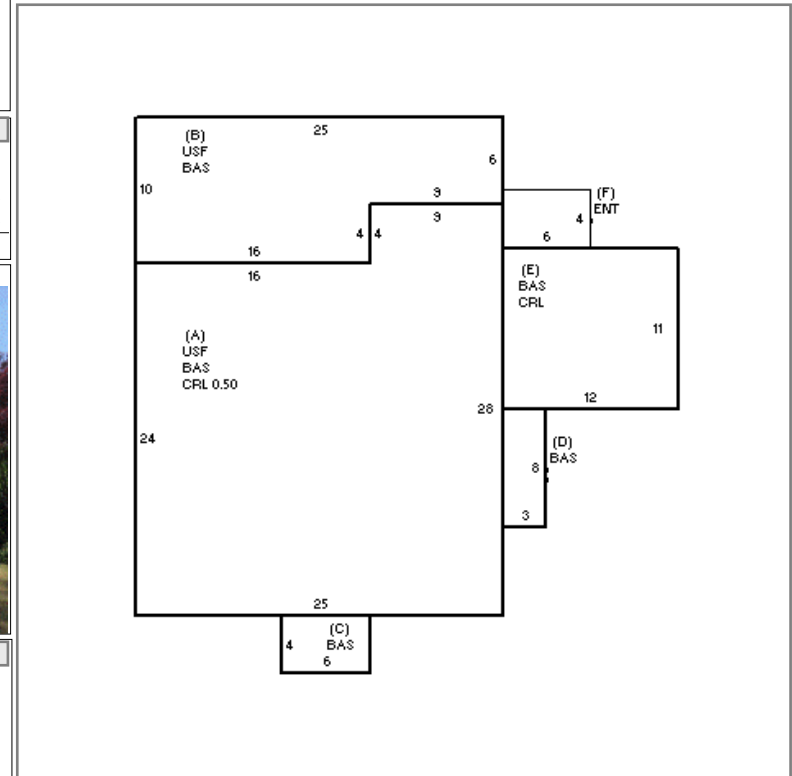 25
(B)
USF
BAS
6
10
9
9
(F)
ENT
4
4 4
6
16
16
(E)
BAS
CRL
11
(A)
USF
BAS
CRL 0.50
12
28
24
(D)
BAS
8
3
25
(C)
BAS
4
6